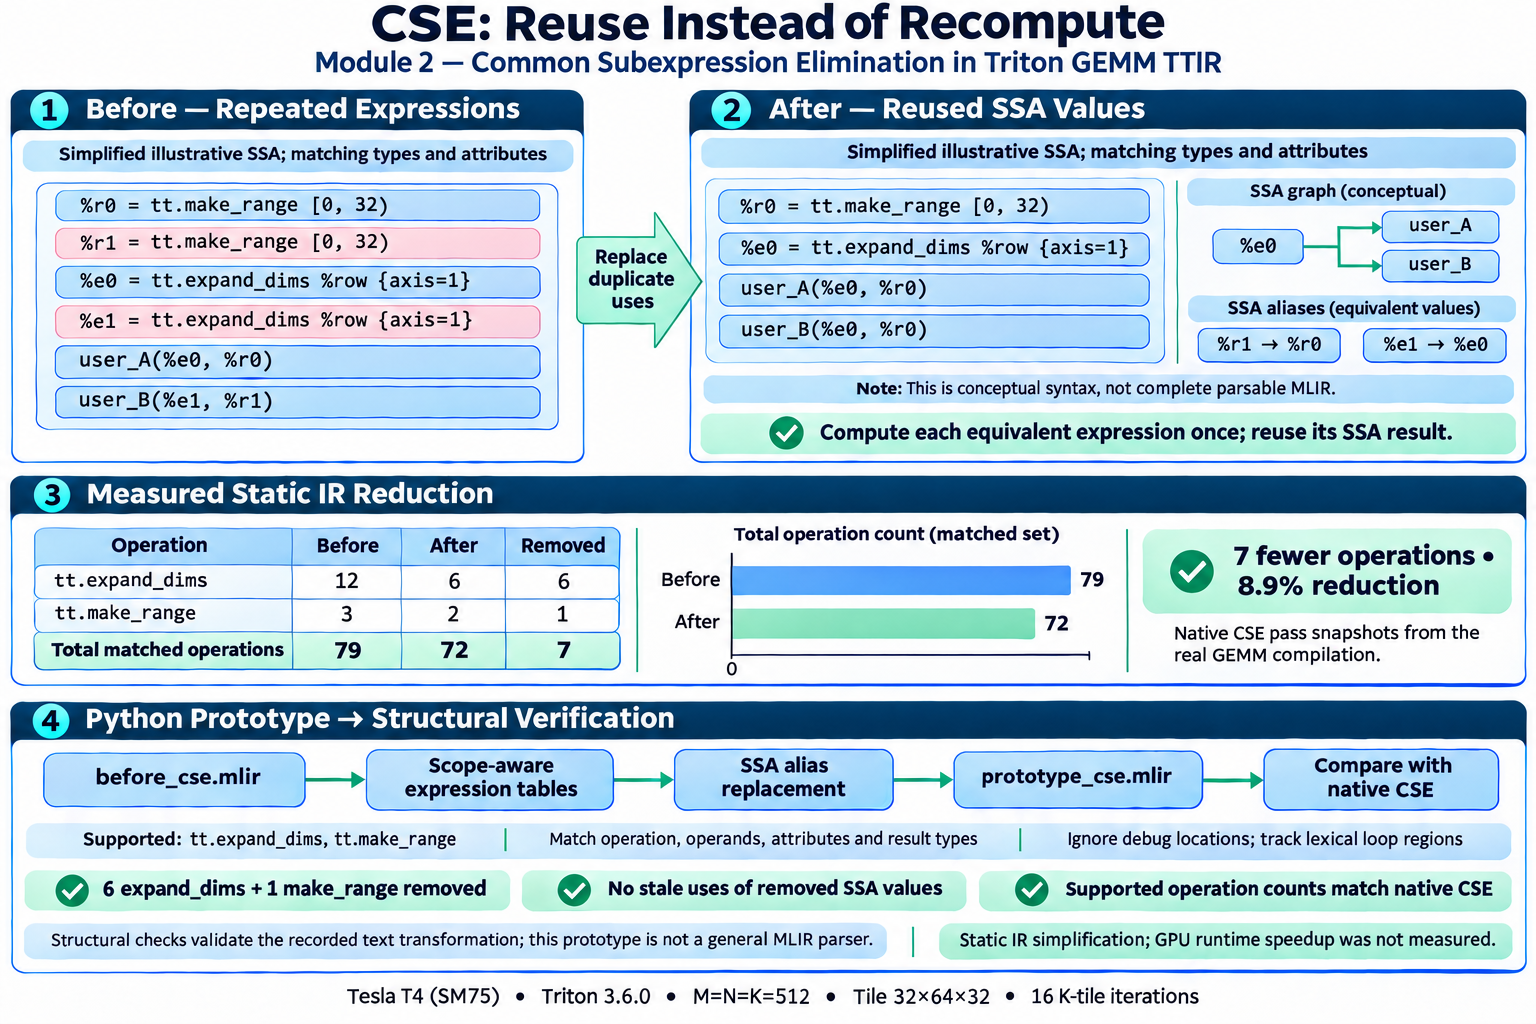 CSE: Reuse Instead of Recompute
Module 2 — Common Subexpression Elimination in Triton GEMM TTIR
1 Before — Repeated Expressions
Simplified illustrative SSA; matching types and attributes
%r0 = tt.make_range [0, 32)
%r1 = tt.make_range [0, 32)
%e0 = tt.expand_dims %row {axis=1}
%e1 = tt.expand_dims %row {axis=1}
user_A(%e0, %r0)
user_B(%e1, %r1)
Replace
duplicate
uses
2 After — Reused SSA Values
Simplified illustrative SSA; matching types and attributes
%r0 = tt.make_range [0, 32)
%e0 = tt.expand_dims %row {axis=1}
user_A(%e0, %r0)
user_B(%e0, %r0)
SSA graph (conceptual)
%e0
user_A
user_B
SSA aliases (equivalent values)
%r1 → %r0
%e1 → %e0
Note: This is conceptual syntax, not complete parsable MLIR.
Compute each equivalent expression once; reuse its SSA result.
3 Measured Static IR Reduction
Operation Before After Removed
tt.expand_dims 12 6 6
tt.make_range 3 2 1
Total matched operations 79 72 7
Total operation count (matched set)
Before 79
After 72
0
7 fewer operations •
8.9% reduction
Native CSE pass snapshots from the
real GEMM compilation.
4 Python Prototype → Structural Verification
before_cse.mlir
Scope-aware
expression tables
SSA alias
replacement
prototype_cse.mlir
Compare with
native CSE
Supported: tt.expand_dims, tt.make_range
Match operation, operands, attributes and result types
Ignore debug locations; track lexical loop regions
6 expand_dims + 1 make_range removed
No stale uses of removed SSA values
Supported operation counts match native CSE
Structural checks validate the recorded text transformation; this prototype is not a general MLIR parser.
Static IR simplification; GPU runtime speedup was not measured.
Tesla T4 (SM75) • Triton 3.6.0 • M=N=K=512 • Tile 32×64×32 • 16 K-tile iterations